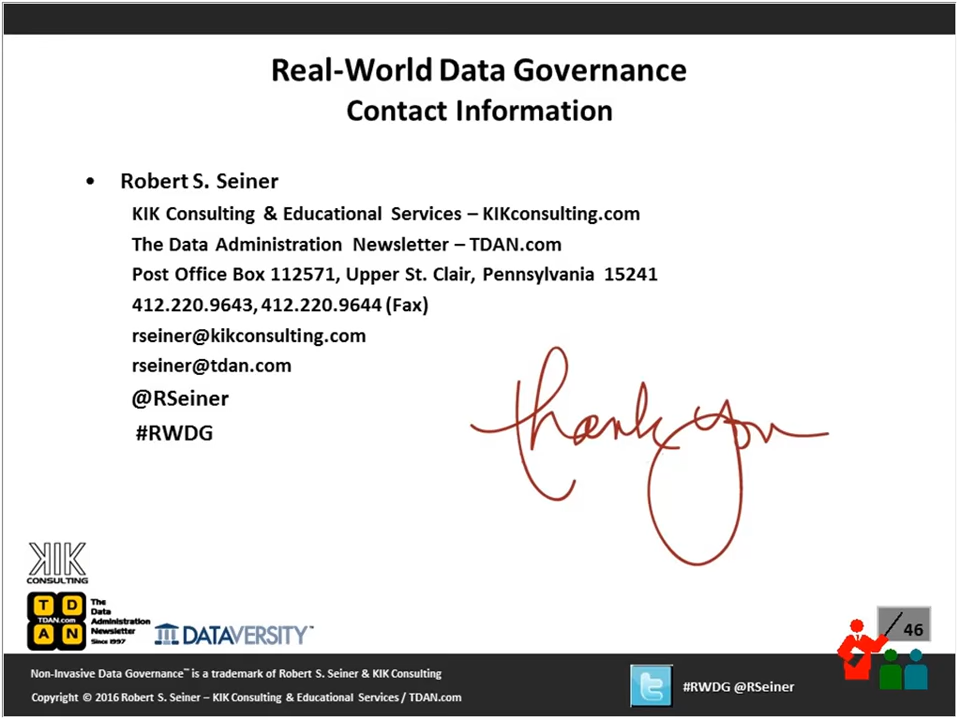 Real-World Data Governance
Contact Information
• Robert S. Seiner
KIK Consulting & Educational Services – KIKconsulting.com
The Data Administration Newsletter – TDAN.com
Post Office Box 112571, Upper St. Clair, Pennsylvania 15241
412.220.9643, 412.220.9644 (Fax)
rseiner@kikconsulting.com
rseiner@tdan.com
@RSeiner
#RWDG
thank you
KIK
CONSULTING
T D
TDAN.com
A N
The
Data
Administration
Newsletter
Since 1997
DATAVERSITY™
46
Non-Invasive Data Governance™ is a trademark of Robert S. Seiner & KIK Consulting
Copyright © 2016 Robert S. Seiner – KIK Consulting & Educational Services / TDAN.com
#RWDG @RSeiner